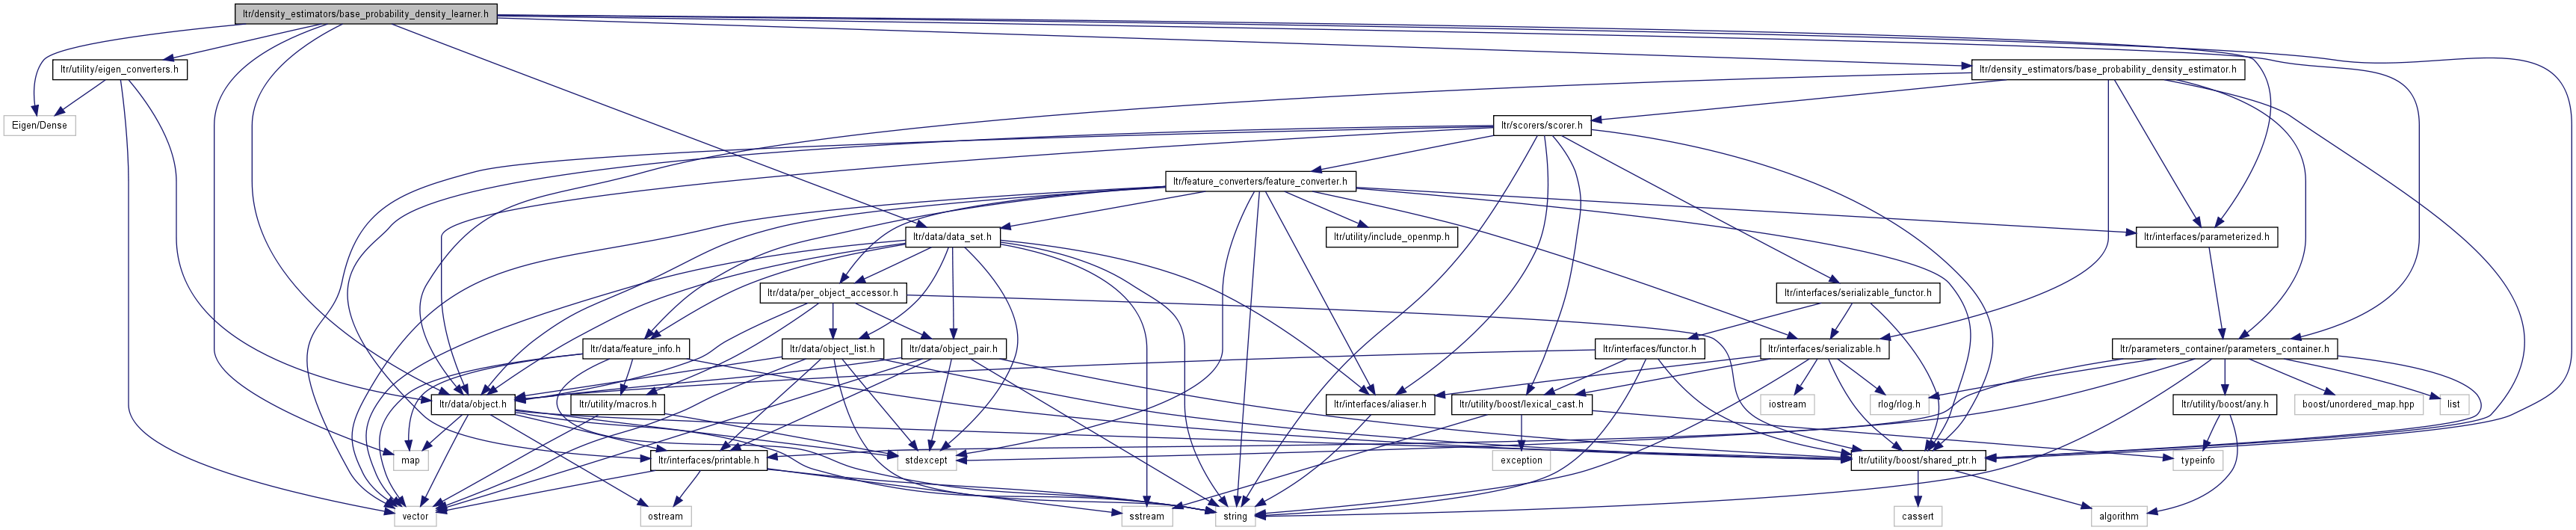 ltr/density_estimators/base_probability_density_learner.h
ltr/utility/eigen_converters.h
ltr/density_estimators/base_probability_density_estimator.h
Eigen/Dense
ltr/scorers/scorer.h
ltr/feature_converters/feature_converter.h
ltr/data/data_set.h
ltr/utility/include_openmp.h
ltr/interfaces/parameterized.h
ltr/data/per_object_accessor.h
ltr/interfaces/serializable_functor.h
ltr/data/feature_info.h
ltr/data/object_list.h
ltr/data/object_pair.h
ltr/interfaces/functor.h
ltr/interfaces/serializable.h
ltr/parameters_container/parameters_container.h
ltr/data/object.h
ltr/utility/macros.h
ltr/interfaces/aliaser.h
ltr/utility/boost/lexical_cast.h
iostream
rlog/rlog.h
ltr/utility/boost/any.h
boost/unordered_map.hpp
list
map
ltr/interfaces/printable.h
stdexcept
exception
ltr/utility/boost/shared_ptr.h
typeinfo
vector
ostream
sstream
string
cassert
algorithm